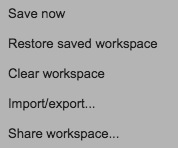 Save now
Restore saved workspace
Clear workspace
Import/export...
Share workspace...